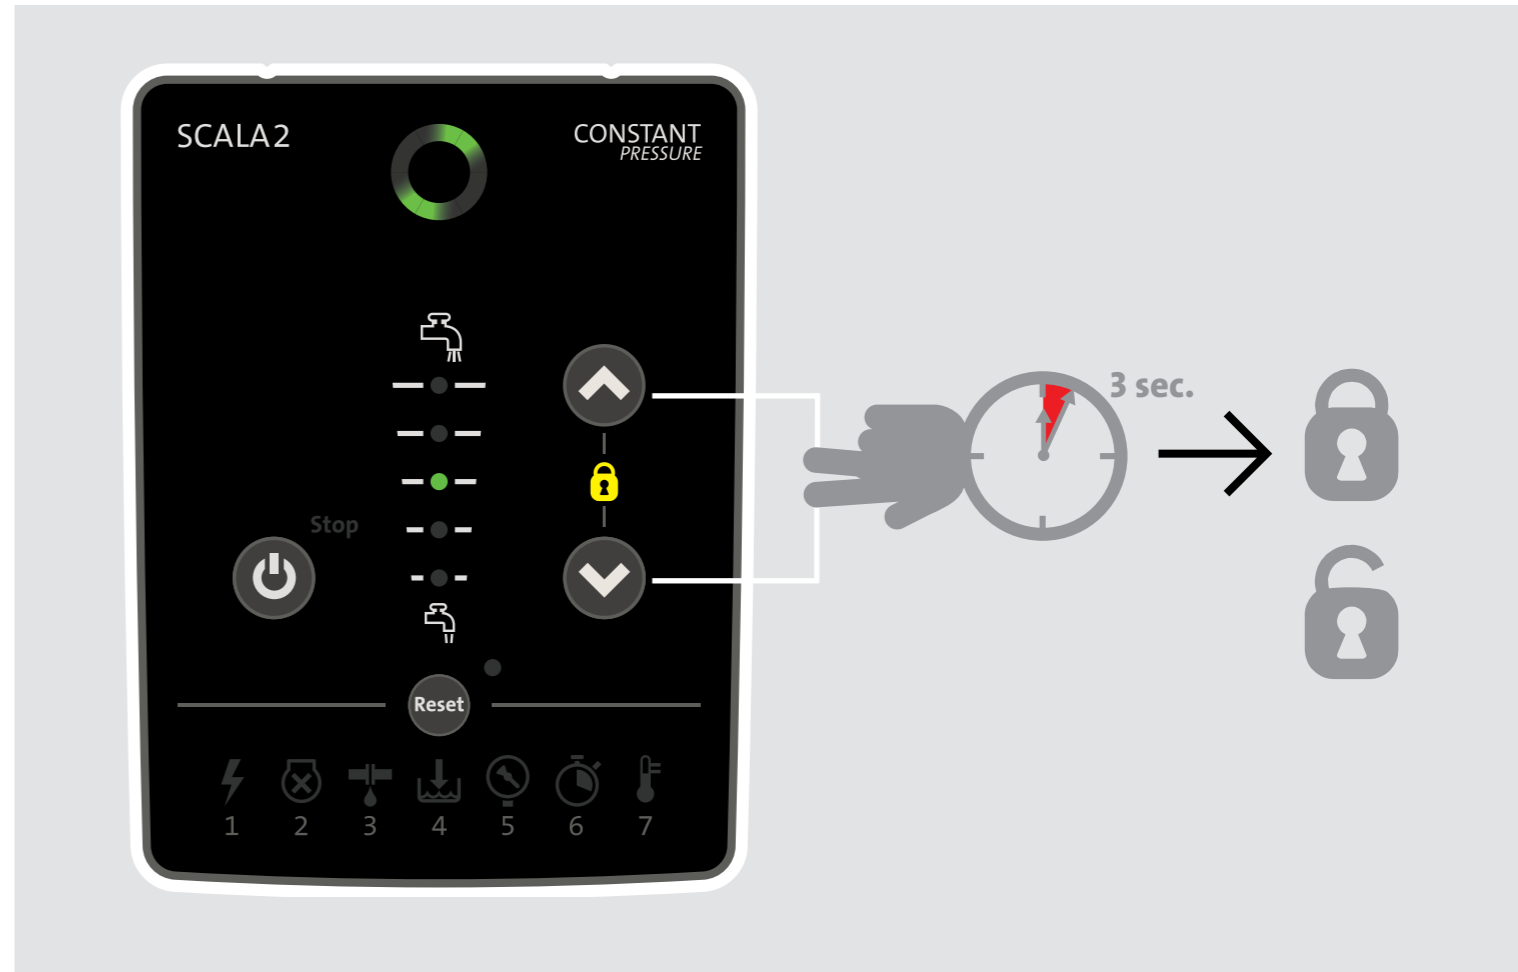 SCALA2
CONSTANT
PRESSURE
3 sec.
Stop
Reset
1 2 3 4 5 6 7